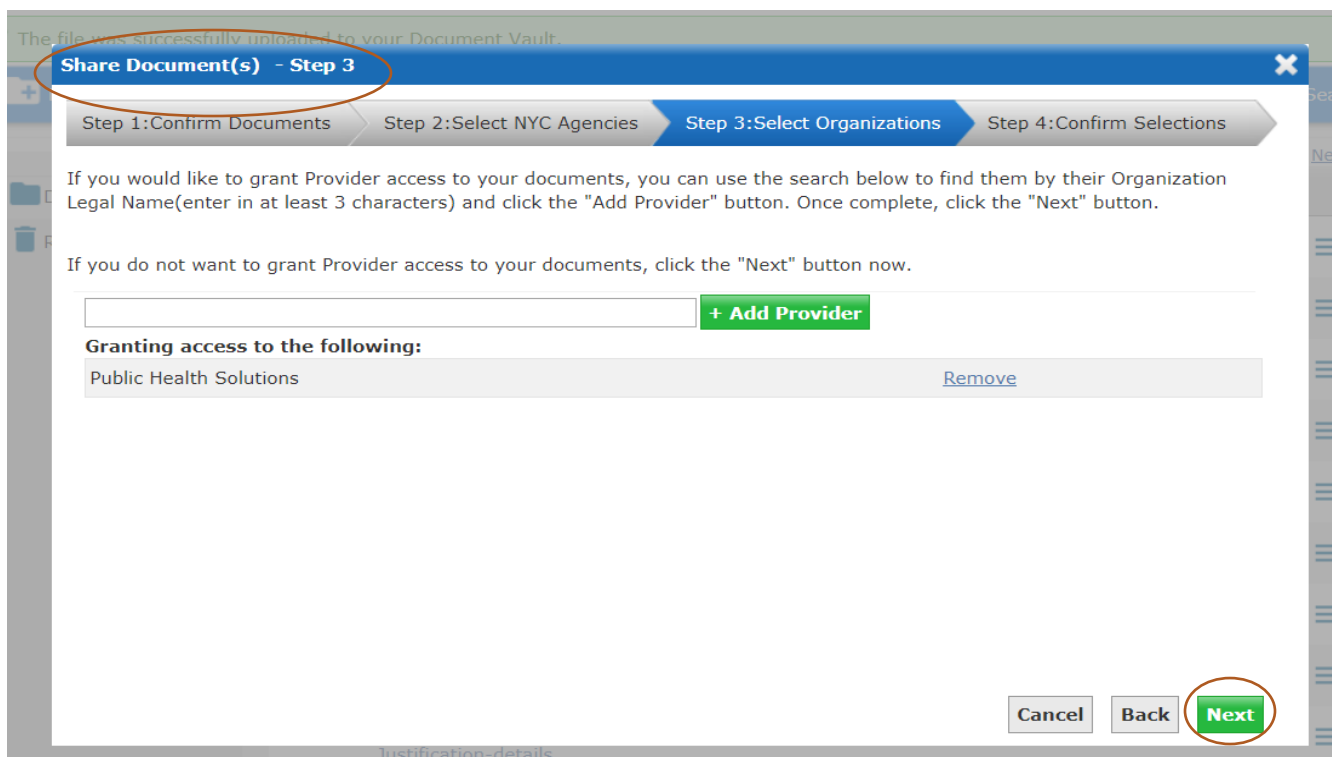 The file was successfully uploaded to your Document Vault.
Share Document(s) - Step 3
Step 1:Confirm Documents
Step 2:Select NYC Agencies
Step 3:Select Organizations
Step 4:Confirm Selections
If you would like to grant Provider access to your documents, you can use the search below to find them by their Organization
Legal Name(enter in at least 3 characters) and click the "Add Provider" button. Once complete, click the "Next" button.
If you do not want to grant Provider access to your documents, click the "Next" button now.
+ Add Provider
Granting access to the following:
Public Health Solutions
Remove
Cancel
Back
Next
Justification-details